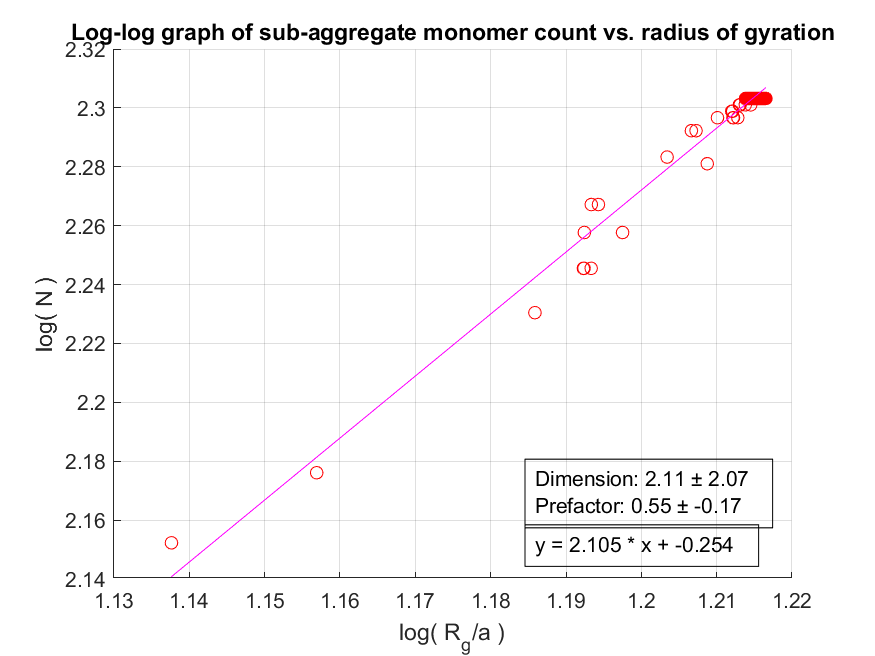 Log-log graph of sub-aggregate monomer count vs. radius of gyration
2.32
2.3
2.28
2.26
2.24
2.22
2.2
2.18
2.16
2.14
log( N )
Dimension: 2.11 ± 2.07
Prefactor: 0.55 ± -0.17
y = 2.105 * x + -0.254
1.13 1.14 1.15 1.16 1.17 1.18 1.19 1.2 1.21 1.22
log( R_g/a )